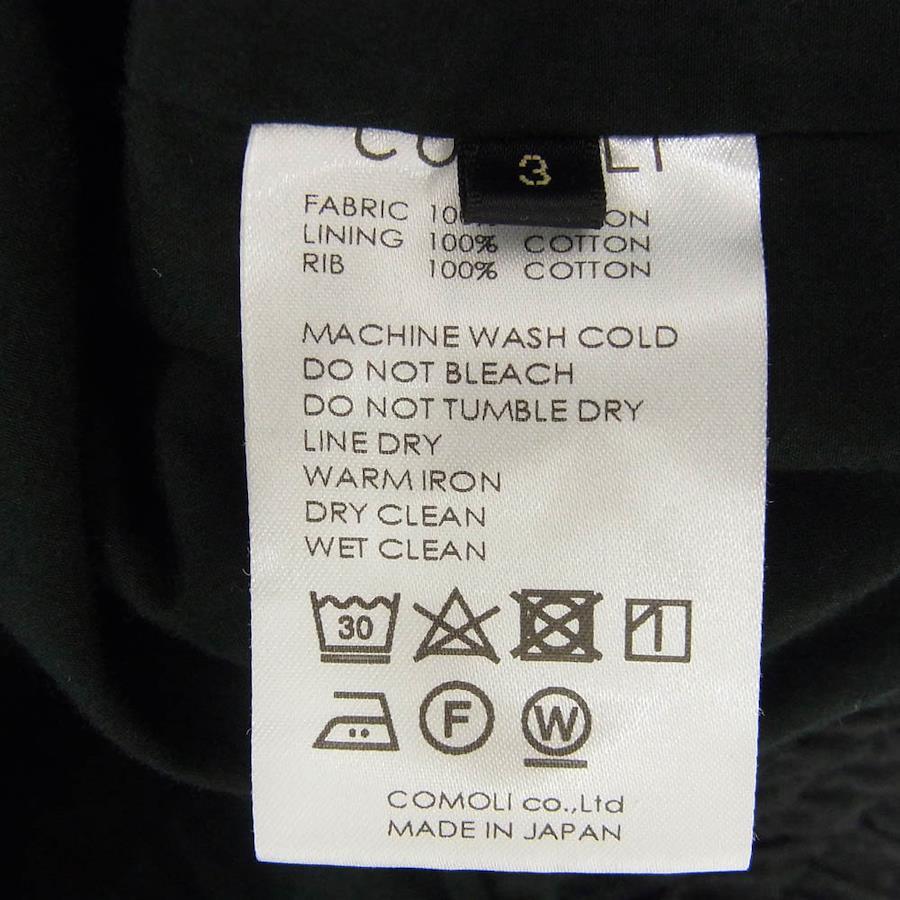 3
FABRIC
LINING 100% COTTON
RIB 100% COTTON
MACHINE WASH COLD
DO NOT BLEACH
DO NOT TUMBLE DRY
LINE DRY
WARM IRON
DRY CLEAN
WET CLEAN
30
F
W
COMOLI co.,Ltd
MADE IN JAPAN